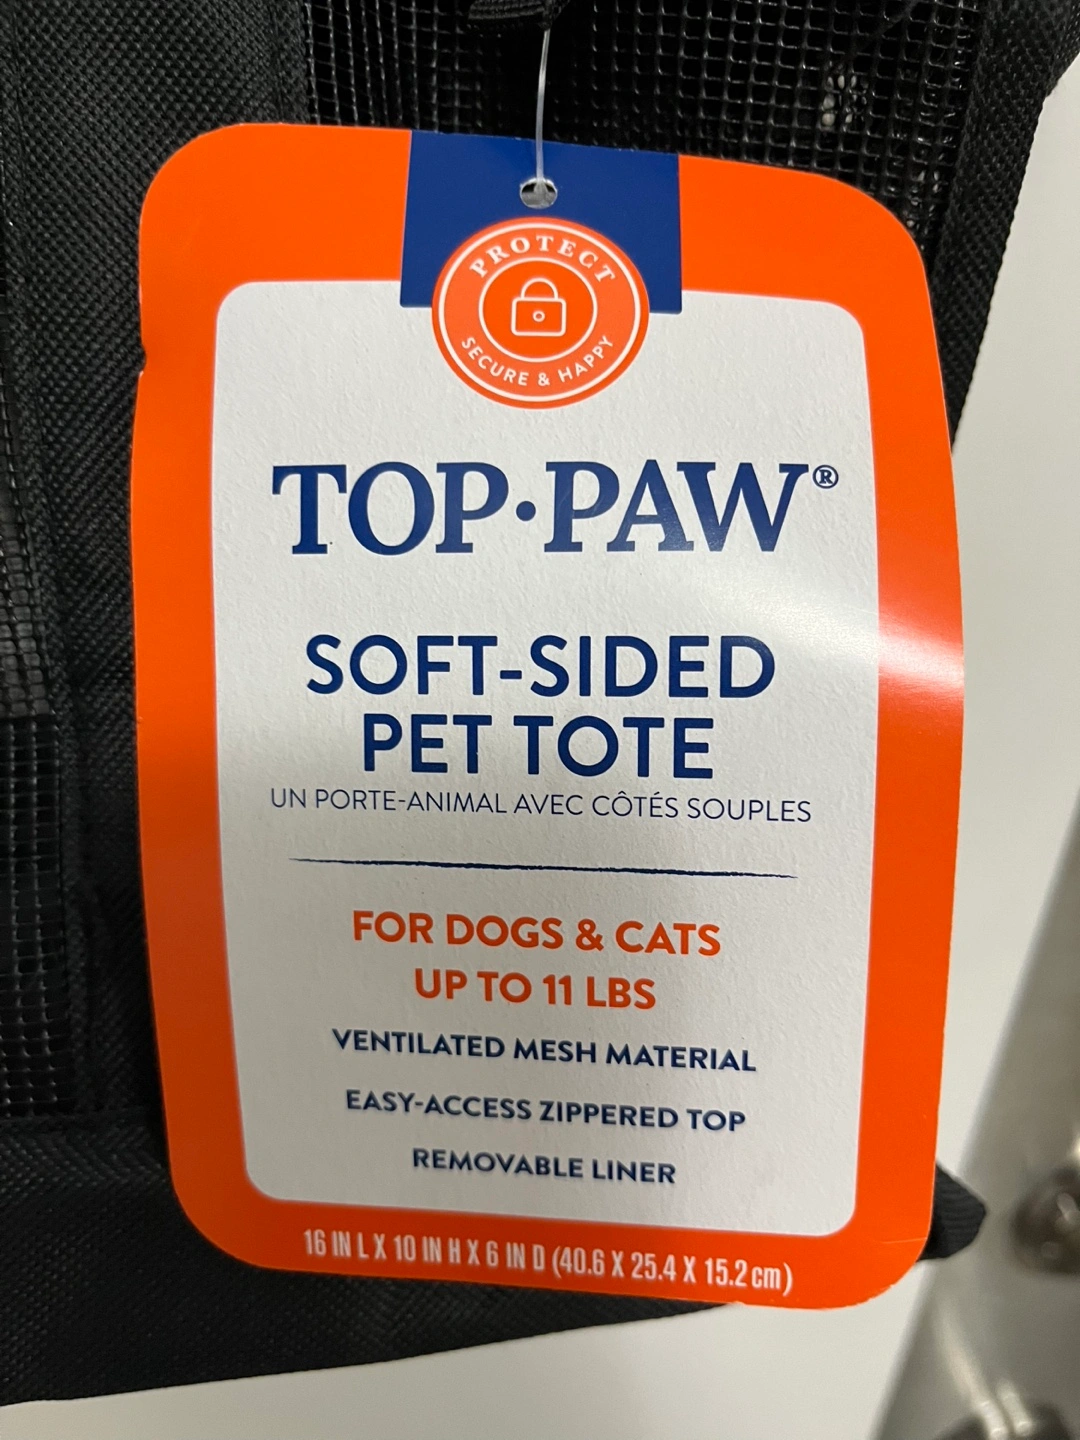 PROTECT
SECURE & HAPPY
TOP·PAW®
SOFT-SIDED
PET TOTE
UN PORTE-ANIMAL AVEC CÔTÉS SOUPLES
FOR DOGS & CATS
UP TO 11 LBS
VENTILATED MESH MATERIAL
EASY-ACCESS ZIPPERED TOP
REMOVABLE LINER
16 IN L X 10 IN H X 6 IN D (40.6 X 25.4 X 15.2 cm)